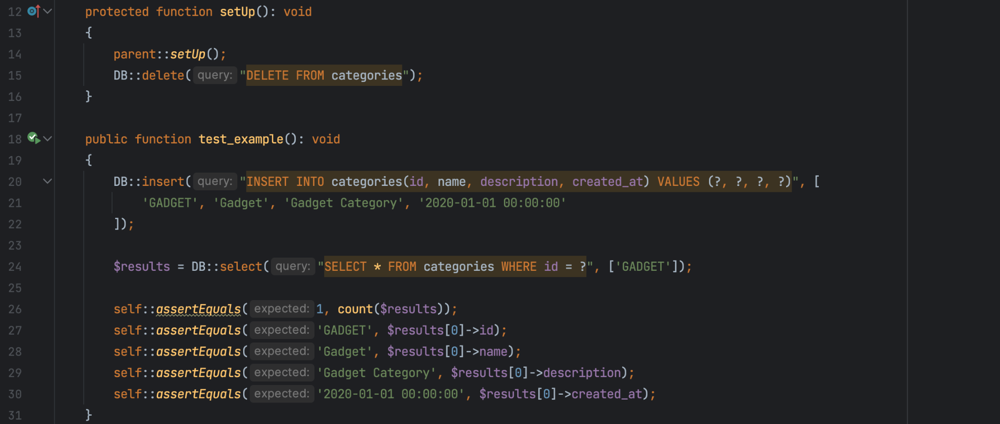 12 protected function setUp(): void
13 {
14 parent::setUp();
15 DB::delete( query: "DELETE FROM categories");
16 }
17
18 public function test_example(): void
19 {
20 DB::insert( query: "INSERT INTO categories(id, name, description, created_at) VALUES (?, ?, ?, ?)", [
21 'GADGET', 'Gadget', 'Gadget Category', '2020-01-01 00:00:00'
22 ]);
23
24 $results = DB::select( query: "SELECT * FROM categories WHERE id = ?", ['GADGET']);
25
26 self::assertEquals( expected: 1, count($results));
27 self::assertEquals( expected: 'GADGET', $results[0]->id);
28 self::assertEquals( expected: 'Gadget', $results[0]->name);
29 self::assertEquals( expected: 'Gadget Category', $results[0]->description);
30 self::assertEquals( expected: '2020-01-01 00:00:00', $results[0]->created_at);
31 }